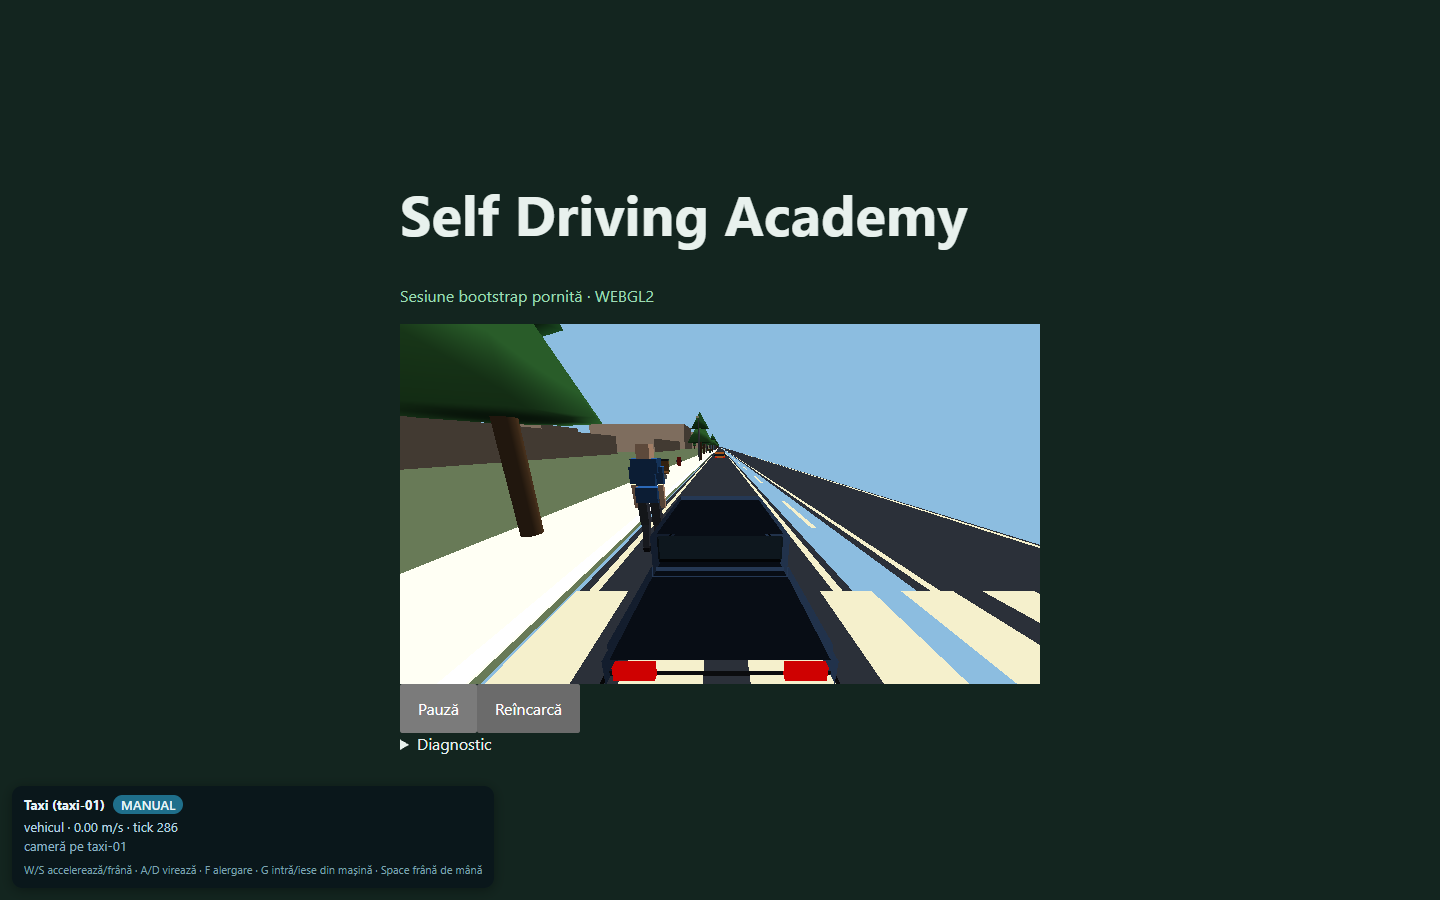 Self Driving Academy
Sesiune bootstrap pornită · WEBGL2
Pauză
Reîncarcă
Diagnostic
Taxi (taxi-01) MANUAL
vehicul · 0.00 m/s · tick 286
cameră pe taxi-01
W/S accelerează/frână · A/D virează · F alergare · G intră/iese din mașină · Space frână de mână